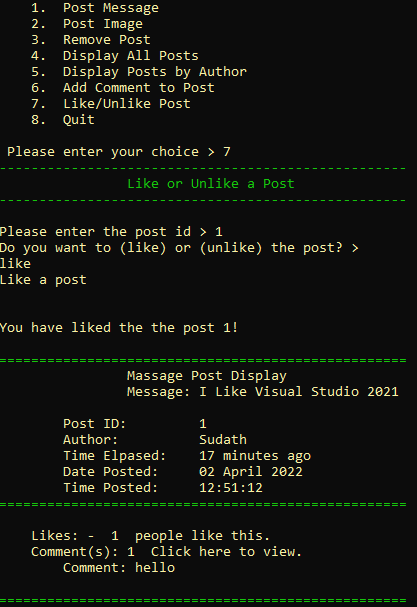 1. Post Message
2. Post Image
3. Remove Post
4. Display All Posts
5. Display Posts by Author
6. Add Comment to Post
7. Like/Unlike Post
8. Quit
Please enter your choice > 7
--------------------------------------------------
Like or Unlike a Post
--------------------------------------------------
Please enter the post id > 1
Do you want to (like) or (unlike) the post? >
like
Like a post
You have liked the the post 1!
==================================================
Massage Post Display
Message: I Like Visual Studio 2021
Post ID: 1
Author: Sudath
Time Elpased: 17 minutes ago
Date Posted: 02 April 2022
Time Posted: 12:51:12
==================================================
Likes: - 1 people like this.
Comment(s): 1 Click here to view.
Comment: hello
==================================================